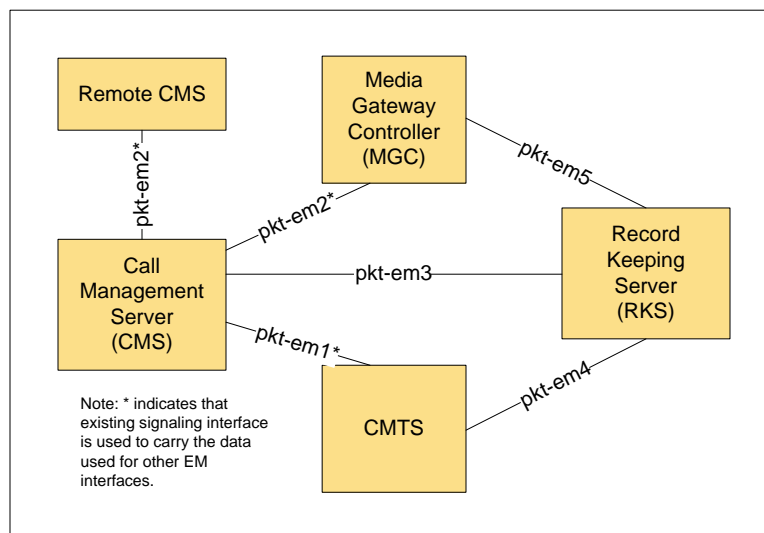 Remote CMS
Media
Gateway
Controller
(MGC)
pkt-em2*
pkt-em5
pkt-em2*
Call
Management
Server
(CMS)
pkt-em3
Record
Keeping
Server
(RKS)
pkt-em1*
pkt-em4
CMTS
Note: * indicates that
existing signaling interface
is used to carry the data
used for other EM
interfaces.